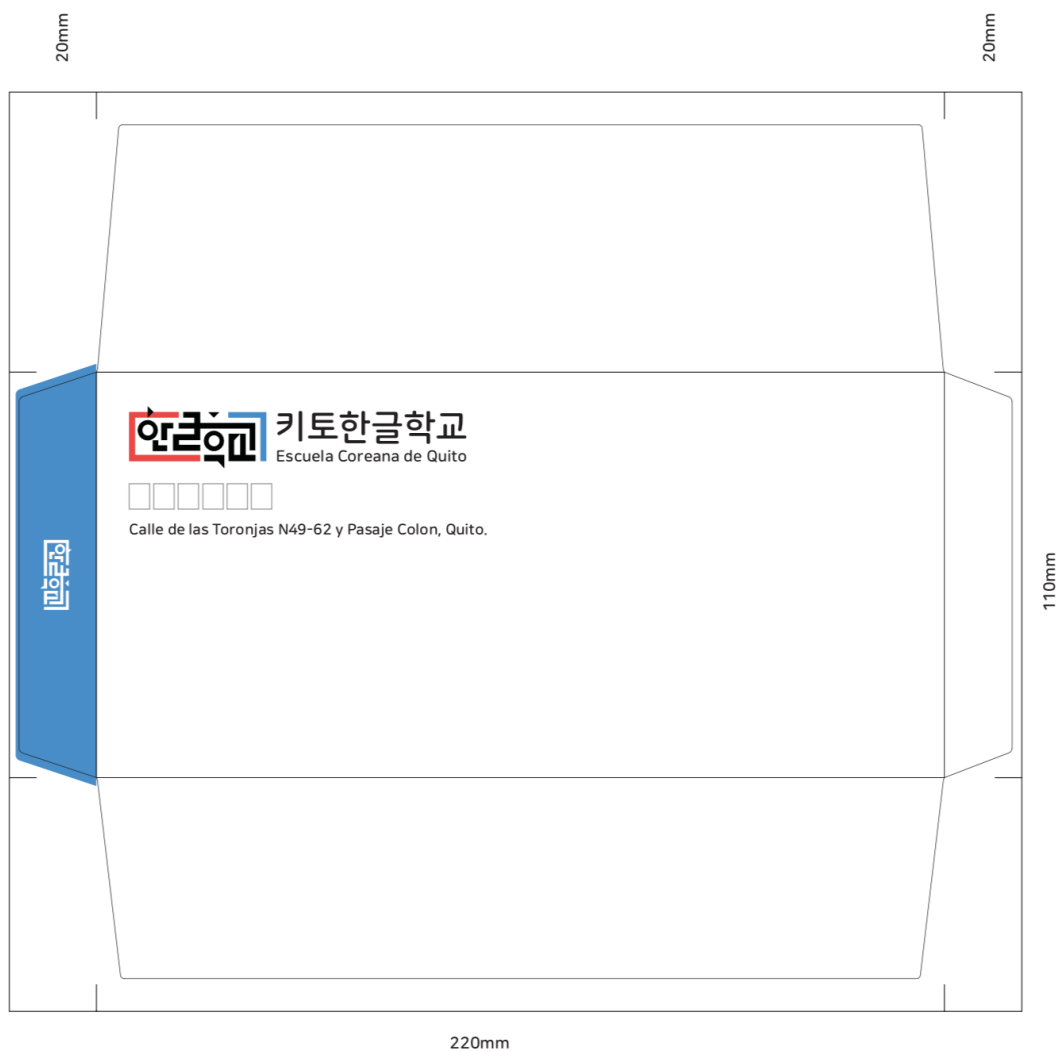 20mm
20mm
한글학교
키토한글학교
Escuela Coreana de Quito
Calle de las Toronjas N49-62 y Pasaje Colon, Quito.
한글학교
110mm
220mm